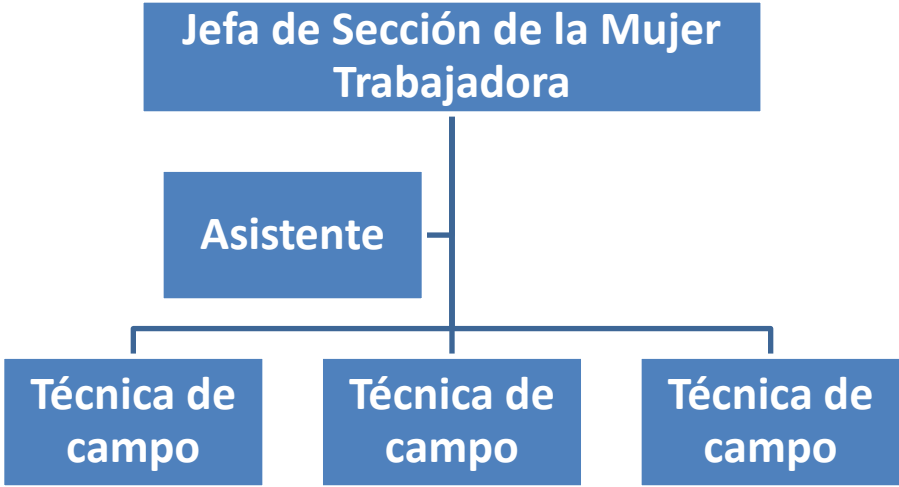 Jefa de Sección de la Mujer
Trabajadora
Asistente
Técnica de
campo
Técnica de
campo
Técnica de
campo